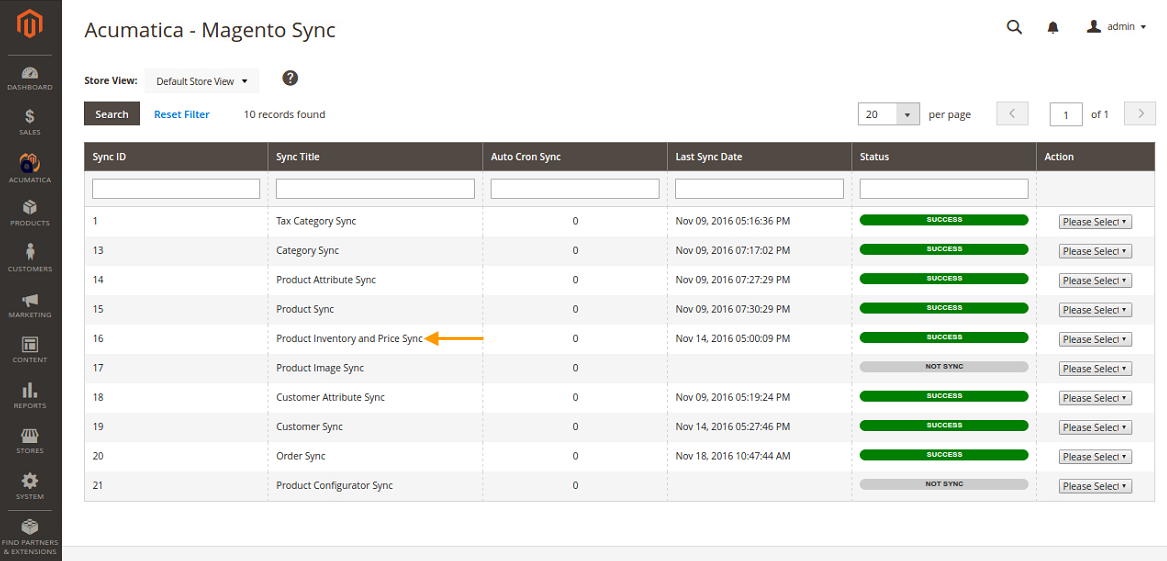 Acumatica - Magento Sync
admin
Store View: Default Store View ?
Search Reset Filter 10 records found 20 per page 1 of 1
DASHBOARD
SALES
ACUMATICA
PRODUCTS
CUSTOMERS
MARKETING
CONTENT
REPORTS
STORES
SYSTEM
FIND PARTNERS
& EXTENSIONS
Sync ID Sync Title Auto Cron Sync Last Sync Date Status Action
1 Tax Category Sync 0 Nov 09, 2016 05:16:36 PM SUCCESS Please Select
13 Category Sync 0 Nov 09, 2016 07:17:02 PM SUCCESS Please Select
14 Product Attribute Sync 0 Nov 09, 2016 07:27:29 PM SUCCESS Please Select
15 Product Sync 0 Nov 09, 2016 07:30:29 PM SUCCESS Please Select
16 Product Inventory and Price Sync 0 Nov 14, 2016 05:00:09 PM SUCCESS Please Select
17 Product Image Sync 0 NOT SYNC Please Select
18 Customer Attribute Sync 0 Nov 09, 2016 05:19:24 PM SUCCESS Please Select
19 Customer Sync 0 Nov 14, 2016 05:27:46 PM SUCCESS Please Select
20 Order Sync 0 Nov 18, 2016 10:47:44 AM SUCCESS Please Select
21 Product Configurator Sync 0 NOT SYNC Please Select